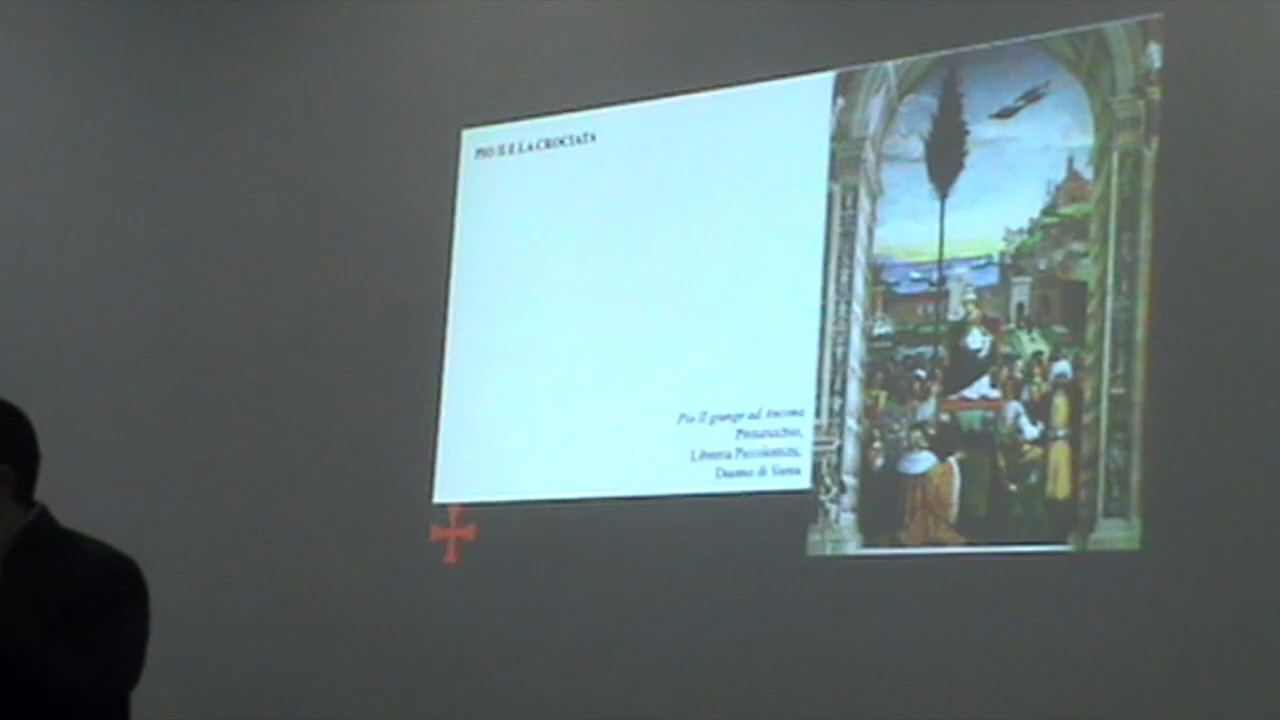 PIO II E LA CROCIATA
Pio II giunge ad Ancona
Pinturicchio,
Libreria Piccolomini,
Duomo di Siena